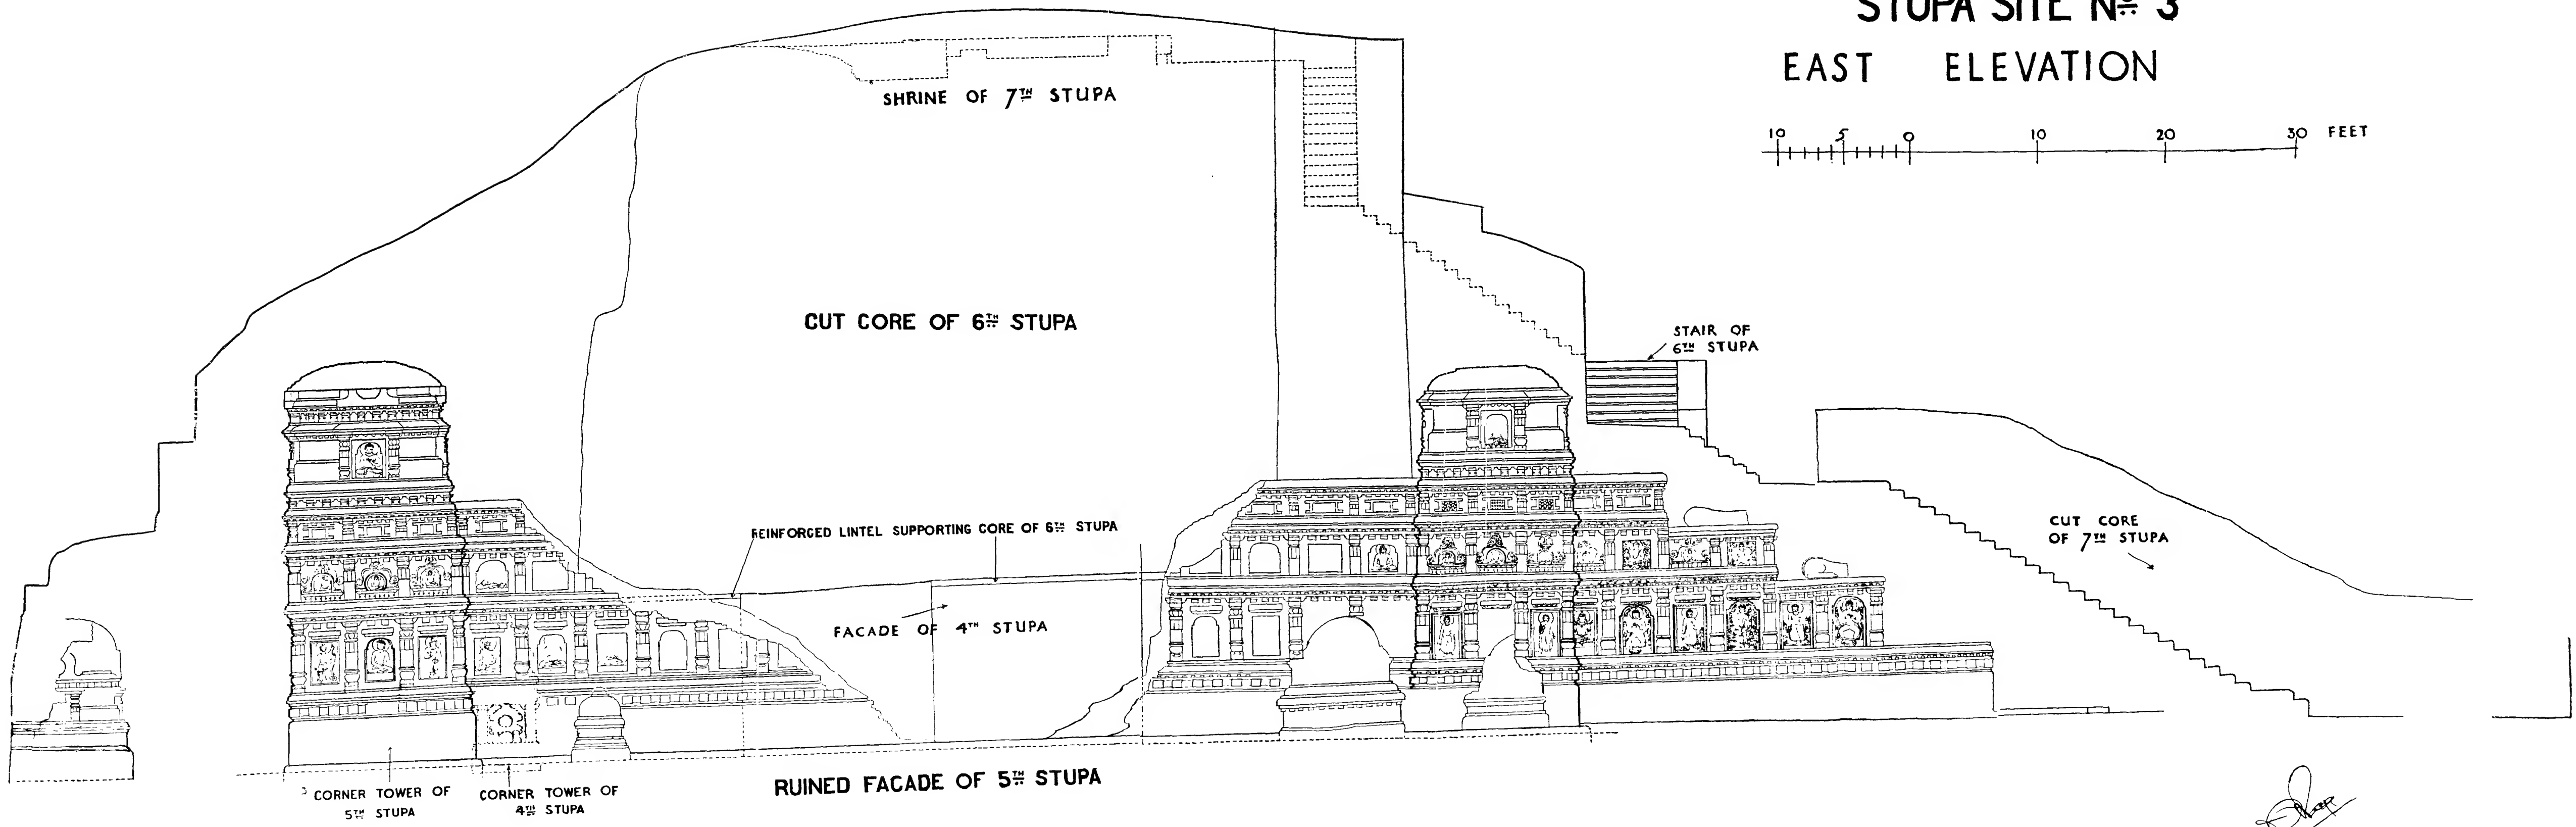 STUPA SITE Nº 3
EAST ELEVATION
10 5 0 10 20 30 FEET
SHRINE OF 7TH STUPA
CUT CORE OF 6TH STUPA
STAIR OF
6TH STUPA
REINFORCED LINTEL SUPPORTING CORE OF 6TH STUPA
CUT CORE
OF 7TH STUPA
FACADE OF 4TH STUPA
RUINED FACADE OF 5TH STUPA
CORNER TOWER OF
5TH STUPA
CORNER TOWER OF
4TH STUPA